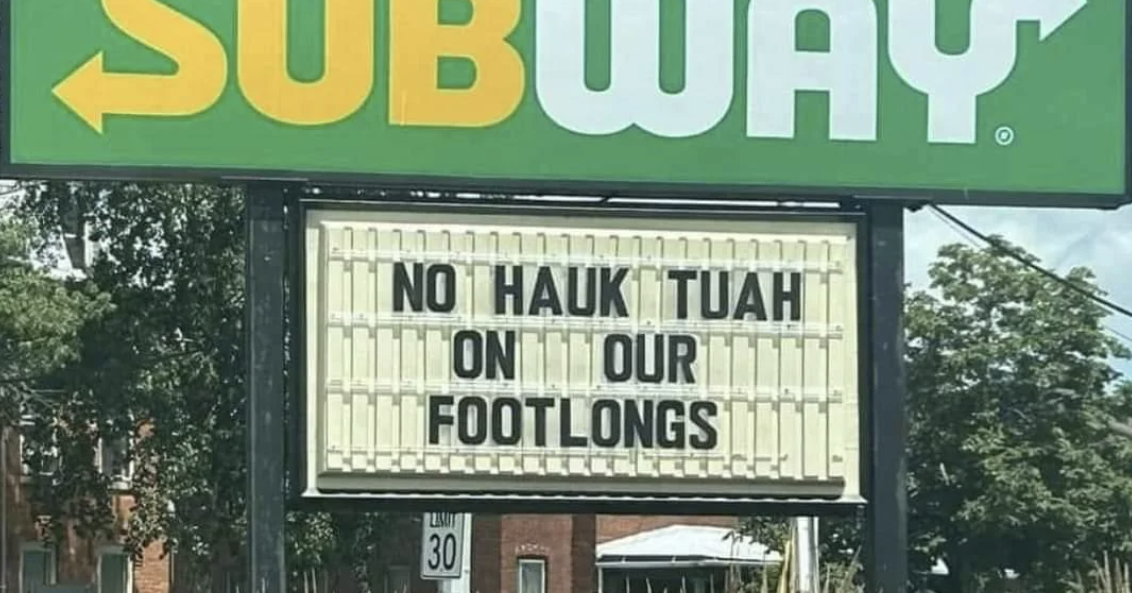 SUBWAY
®
NO HAUK TUAH
ON OUR
FOOTLONGS
LIMIT
30